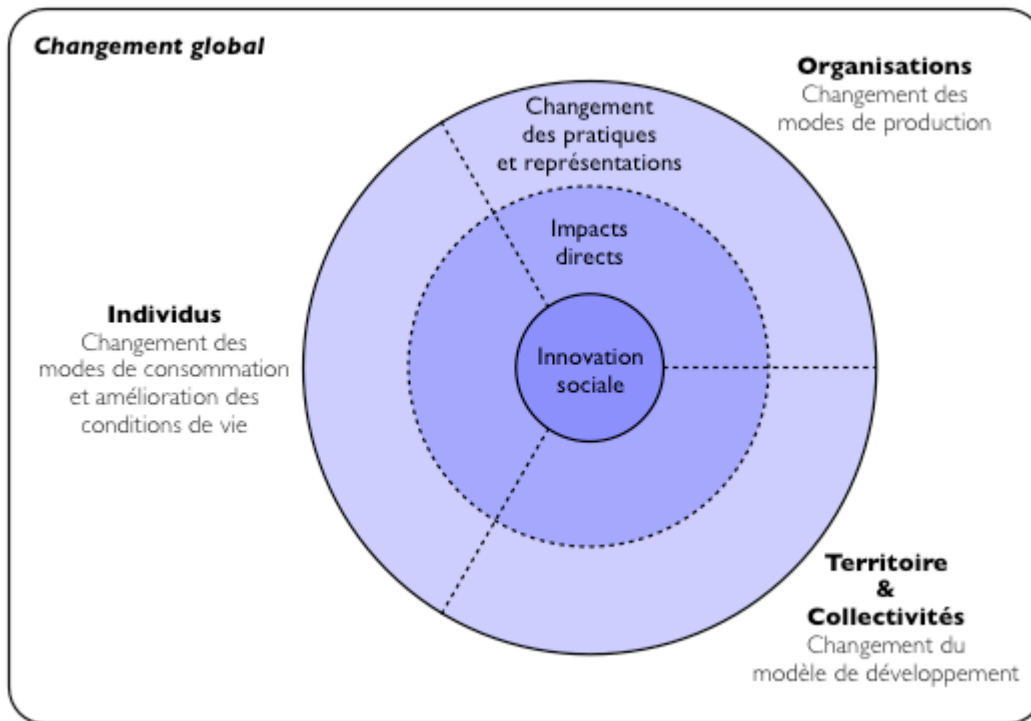 Changement global
Organisations
Changement des
modes de production
Changement
des pratiques
et représentations
Impacts
directs
Innovation
sociale
Individus
Changement des
modes de consommation
et amélioration des
conditions de vie
Territoire
&
Collectivités
Changement du
modèle de développement